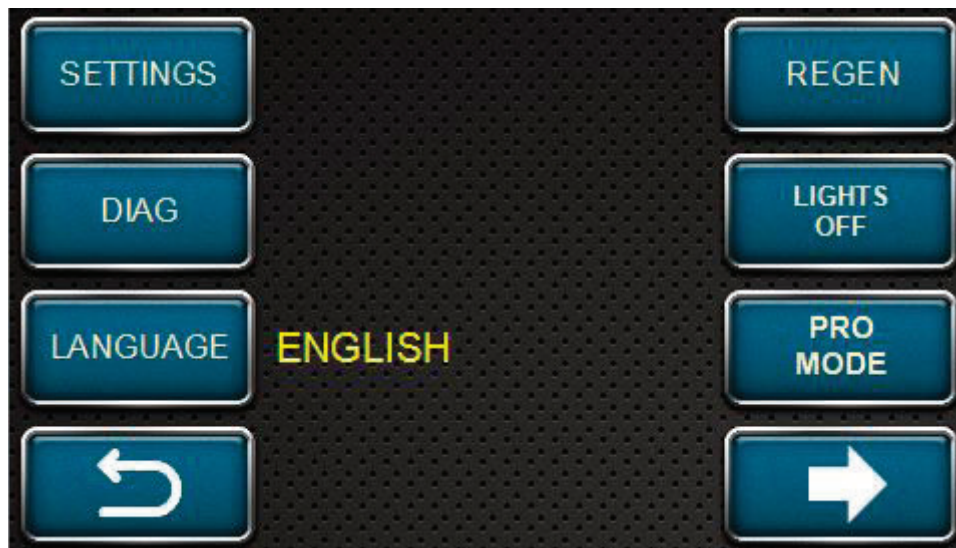 SETTINGS
REGEN
DIAG
LIGHTS
OFF
LANGUAGE
ENGLISH
PRO
MODE